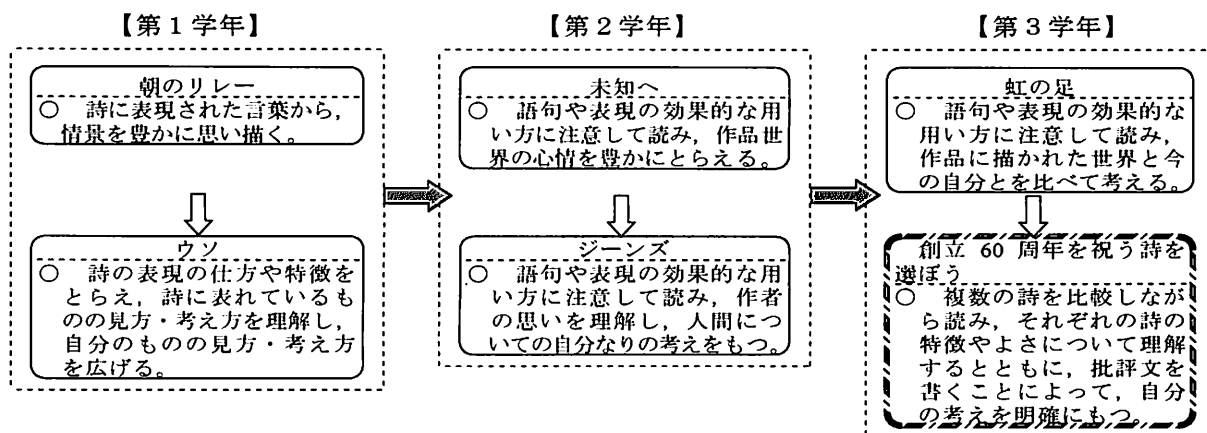 【第1学年】
朝のリレー
○ 詩に表現された言葉から，
情景を豊かに思い描く。
ウソ
○ 詩の表現の仕方や特徴を
とらえ，詩に表れているも
のの見方・考え方を理解し，
自分のものの見方・考え方
を広げる。
【第2学年】
未知へ
○ 語句や表現の効果的な用
い方に注意して読み，作品世
界の心情を豊かにとらえる。
ジーンズ
○ 語句や表現の効果的な用
い方に注意して読み，作者
の思いを理解し，人間につ
いての自分なりの考えをもつ。
【第3学年】
虹の足
○ 語句や表現の効果的な
用い方に注意して読み，
作品に描かれた世界と今
の自分とを比べて考える。
創立 60 周年を祝う詩を
選ぼう
○ 複数の詩を比較しなが
ら読み，それぞれの詩の
特徴やよさについて理解
するとともに，批評文を
書くことによって，自分
の考えを明確にもつ。